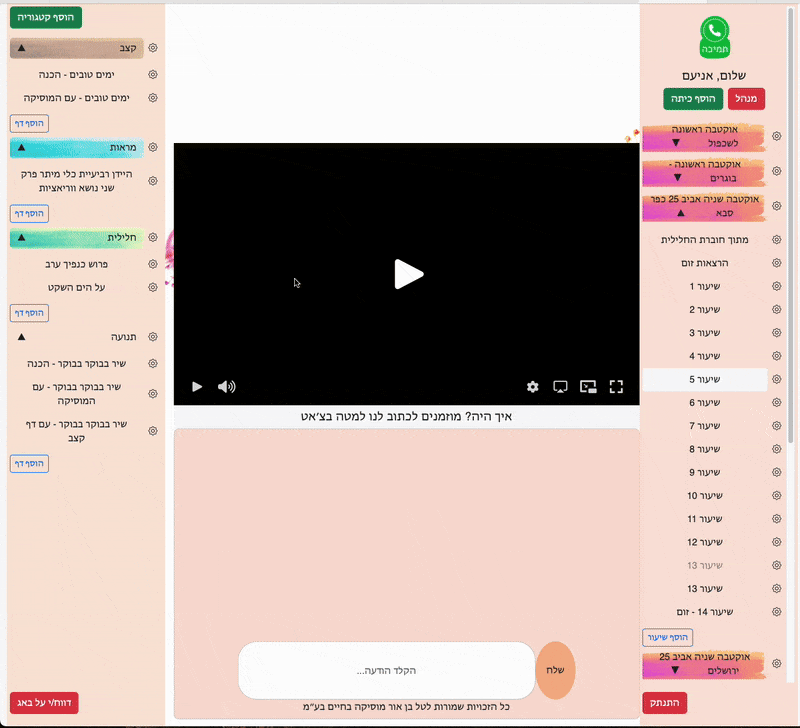 תמיכה
שלום, אניעם
מנהל
הוסף כיתה
אוקטבה ראשונה
לשכפול ▼
אוקטבה ראשונה -
בוגרים ▼
אוקטבה שניה אביב 25 כפר
סבא ▲
מתוך חוברת החלילית
הרצאות זום
שיעור 1
שיעור 2
שיעור 3
שיעור 4
שיעור 5
שיעור 6
שיעור 7
שיעור 8
שיעור 9
שיעור 10
שיעור 11
שיעור 12
שיעור 13
שיעור 13
שיעור 14 - זום
הוסף שיעור
אוקטבה שניה אביב 25
ירושלים ▼
התנתק
איך היה? מוזמנים לכתוב לנו למטה בצ׳אט
הקלד הודעה...
שלח
כל הזכויות שמורות לטל בן אור מוסיקה בחיים בע״מ
הוסף קטגוריה
קצב ▲
ימים טובים - הכנה
ימים טובים - עם המוסיקה
הוסף דף
מראות ▲
היידן רביעיית כלי מיתר פרק
שני נושא ווריאציות
הוסף דף
חלילית ▲
פרוש כנפיך ערב
על הים השקט
הוסף דף
תנועה ▲
שיר בבוקר בבוקר - הכנה
שיר בבוקר בבוקר - עם
המוסיקה
שיר בבוקר בבוקר - עם דף
קצב
הוסף דף
דווח/י על באג